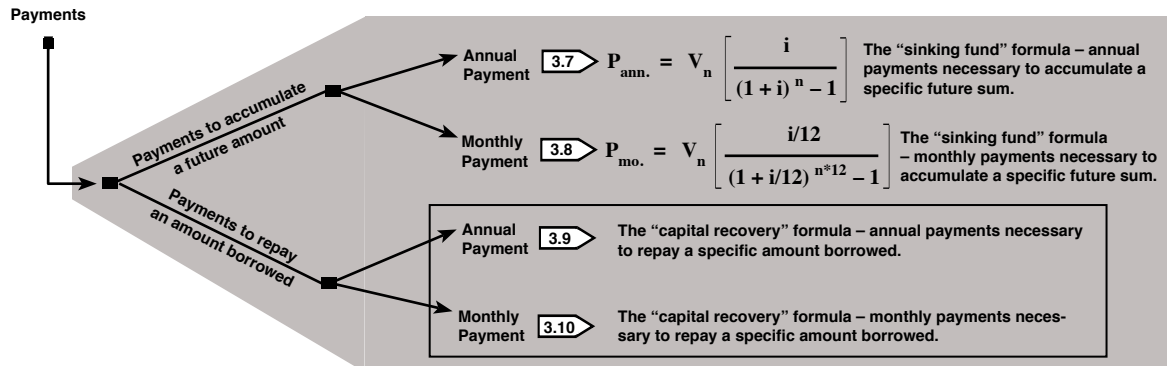 Payments
Payments to accumulate
a future amount
Payments to repay
an amount borrowed
Annual
Payment
3.7
P ann. = V n [ i / (1 + i) n – 1 ]
The “sinking fund” formula – annual
payments necessary to accumulate a
specific future sum.
Monthly
Payment
3.8
P mo. = V n [ i/12 / (1 + i/12) n*12 – 1 ]
The “sinking fund” formula
– monthly payments necessary to
accumulate a specific future sum.
Annual
Payment
3.9
The “capital recovery” formula – annual payments necessary
to repay a specific amount borrowed.
Monthly
Payment
3.10
The “capital recovery” formula – monthly payments neces-
sary to repay a specific amount borrowed.